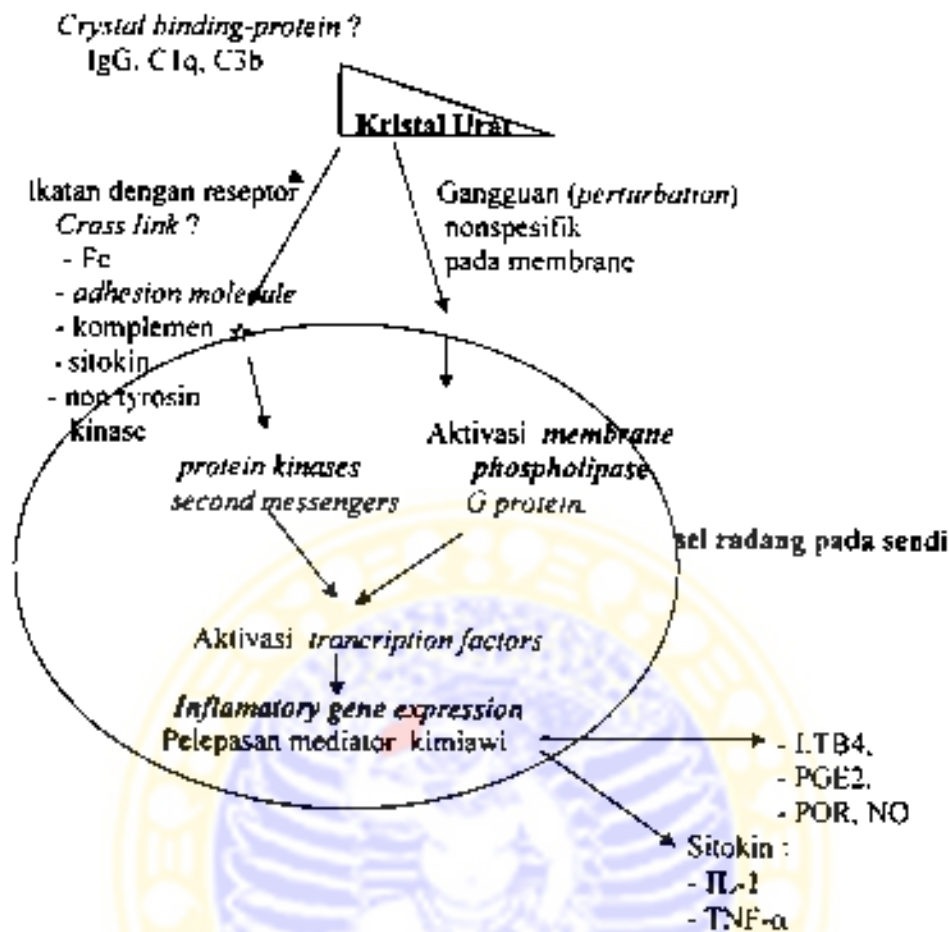 Crystal binding-protein ?
IgG, C1q, C3b
Kristal Urat
Ikatan dengan reseptor
Cross link ?
- Fc
- adhesion molecule
- komplemen
- sitokin
- non tyrosin
kinase
Gangguan (perturbation)
nonspesifik
pada membrane
protein kinases
second messengers
Aktivasi membrane
phospholipase
G protein.
sel radang pada sendi
Aktivasi trancription factors
Inflamatory gene expression
Pelepasan mediator kimiawi
- LTB4,
- PGE2,
- POR, NO
Sitokin :
- IL-1
- TNF-α